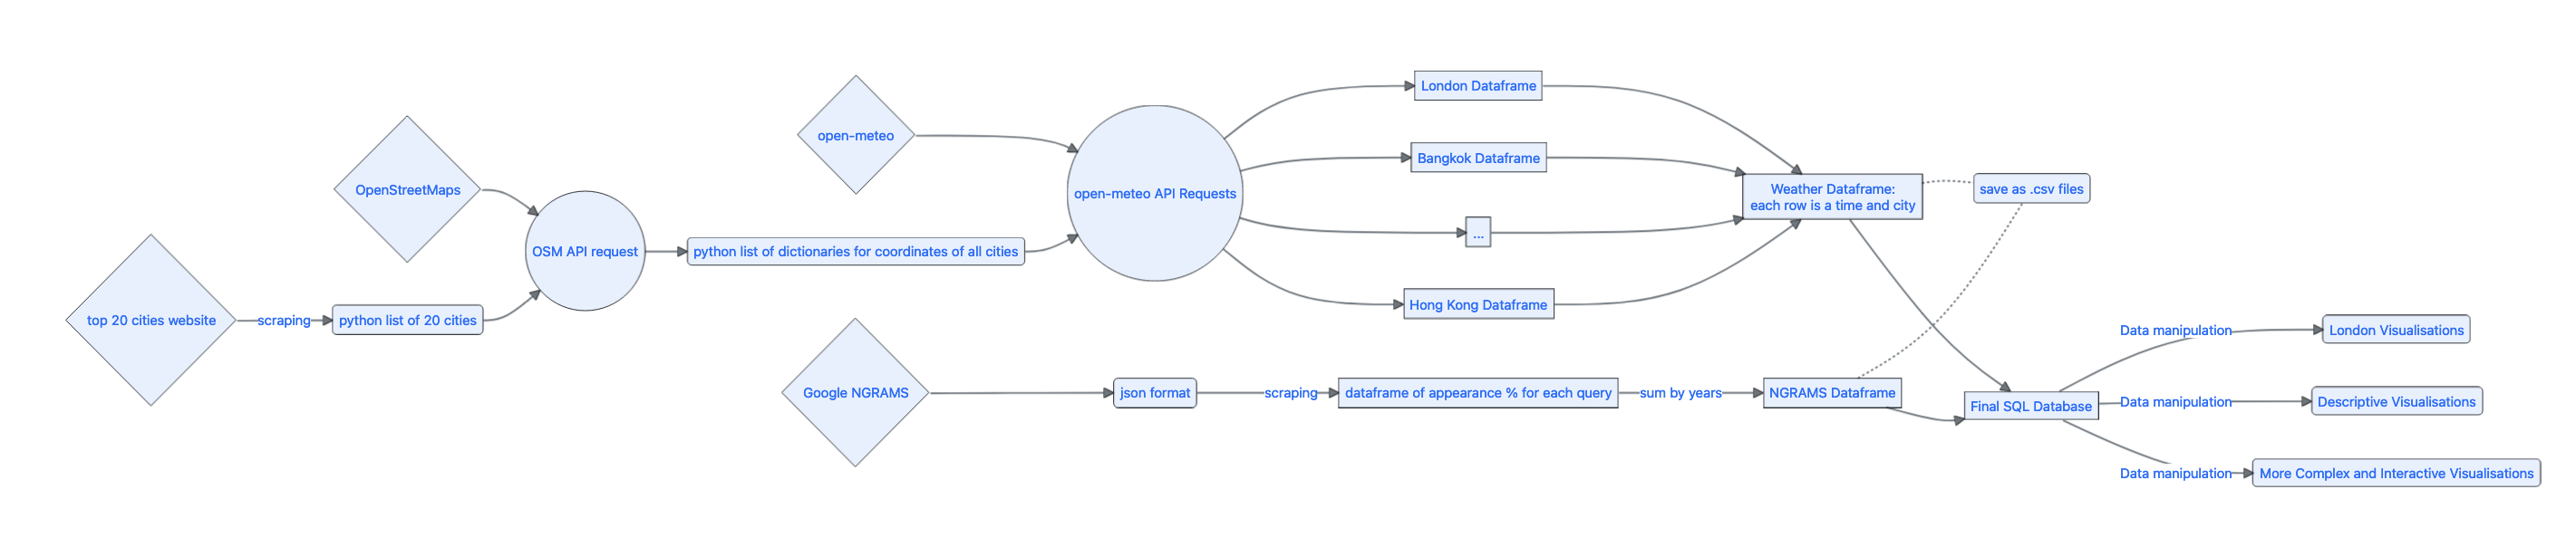 top 20 cities website
scraping
python list of 20 cities
OpenStreetMaps
OSM API request
python list of dictionaries for coordinates of all cities
open-meteo
open-meteo API Requests
London Dataframe
Bangkok Dataframe
...
Hong Kong Dataframe
Weather Dataframe:
each row is a time and city
save as .csv files
Google NGRAMS
json format
scraping
dataframe of appearance % for each query
sum by years
NGRAMS Dataframe
Final SQL Database
Data manipulation
London Visualisations
Data manipulation
Descriptive Visualisations
Data manipulation
More Complex and Interactive Visualisations